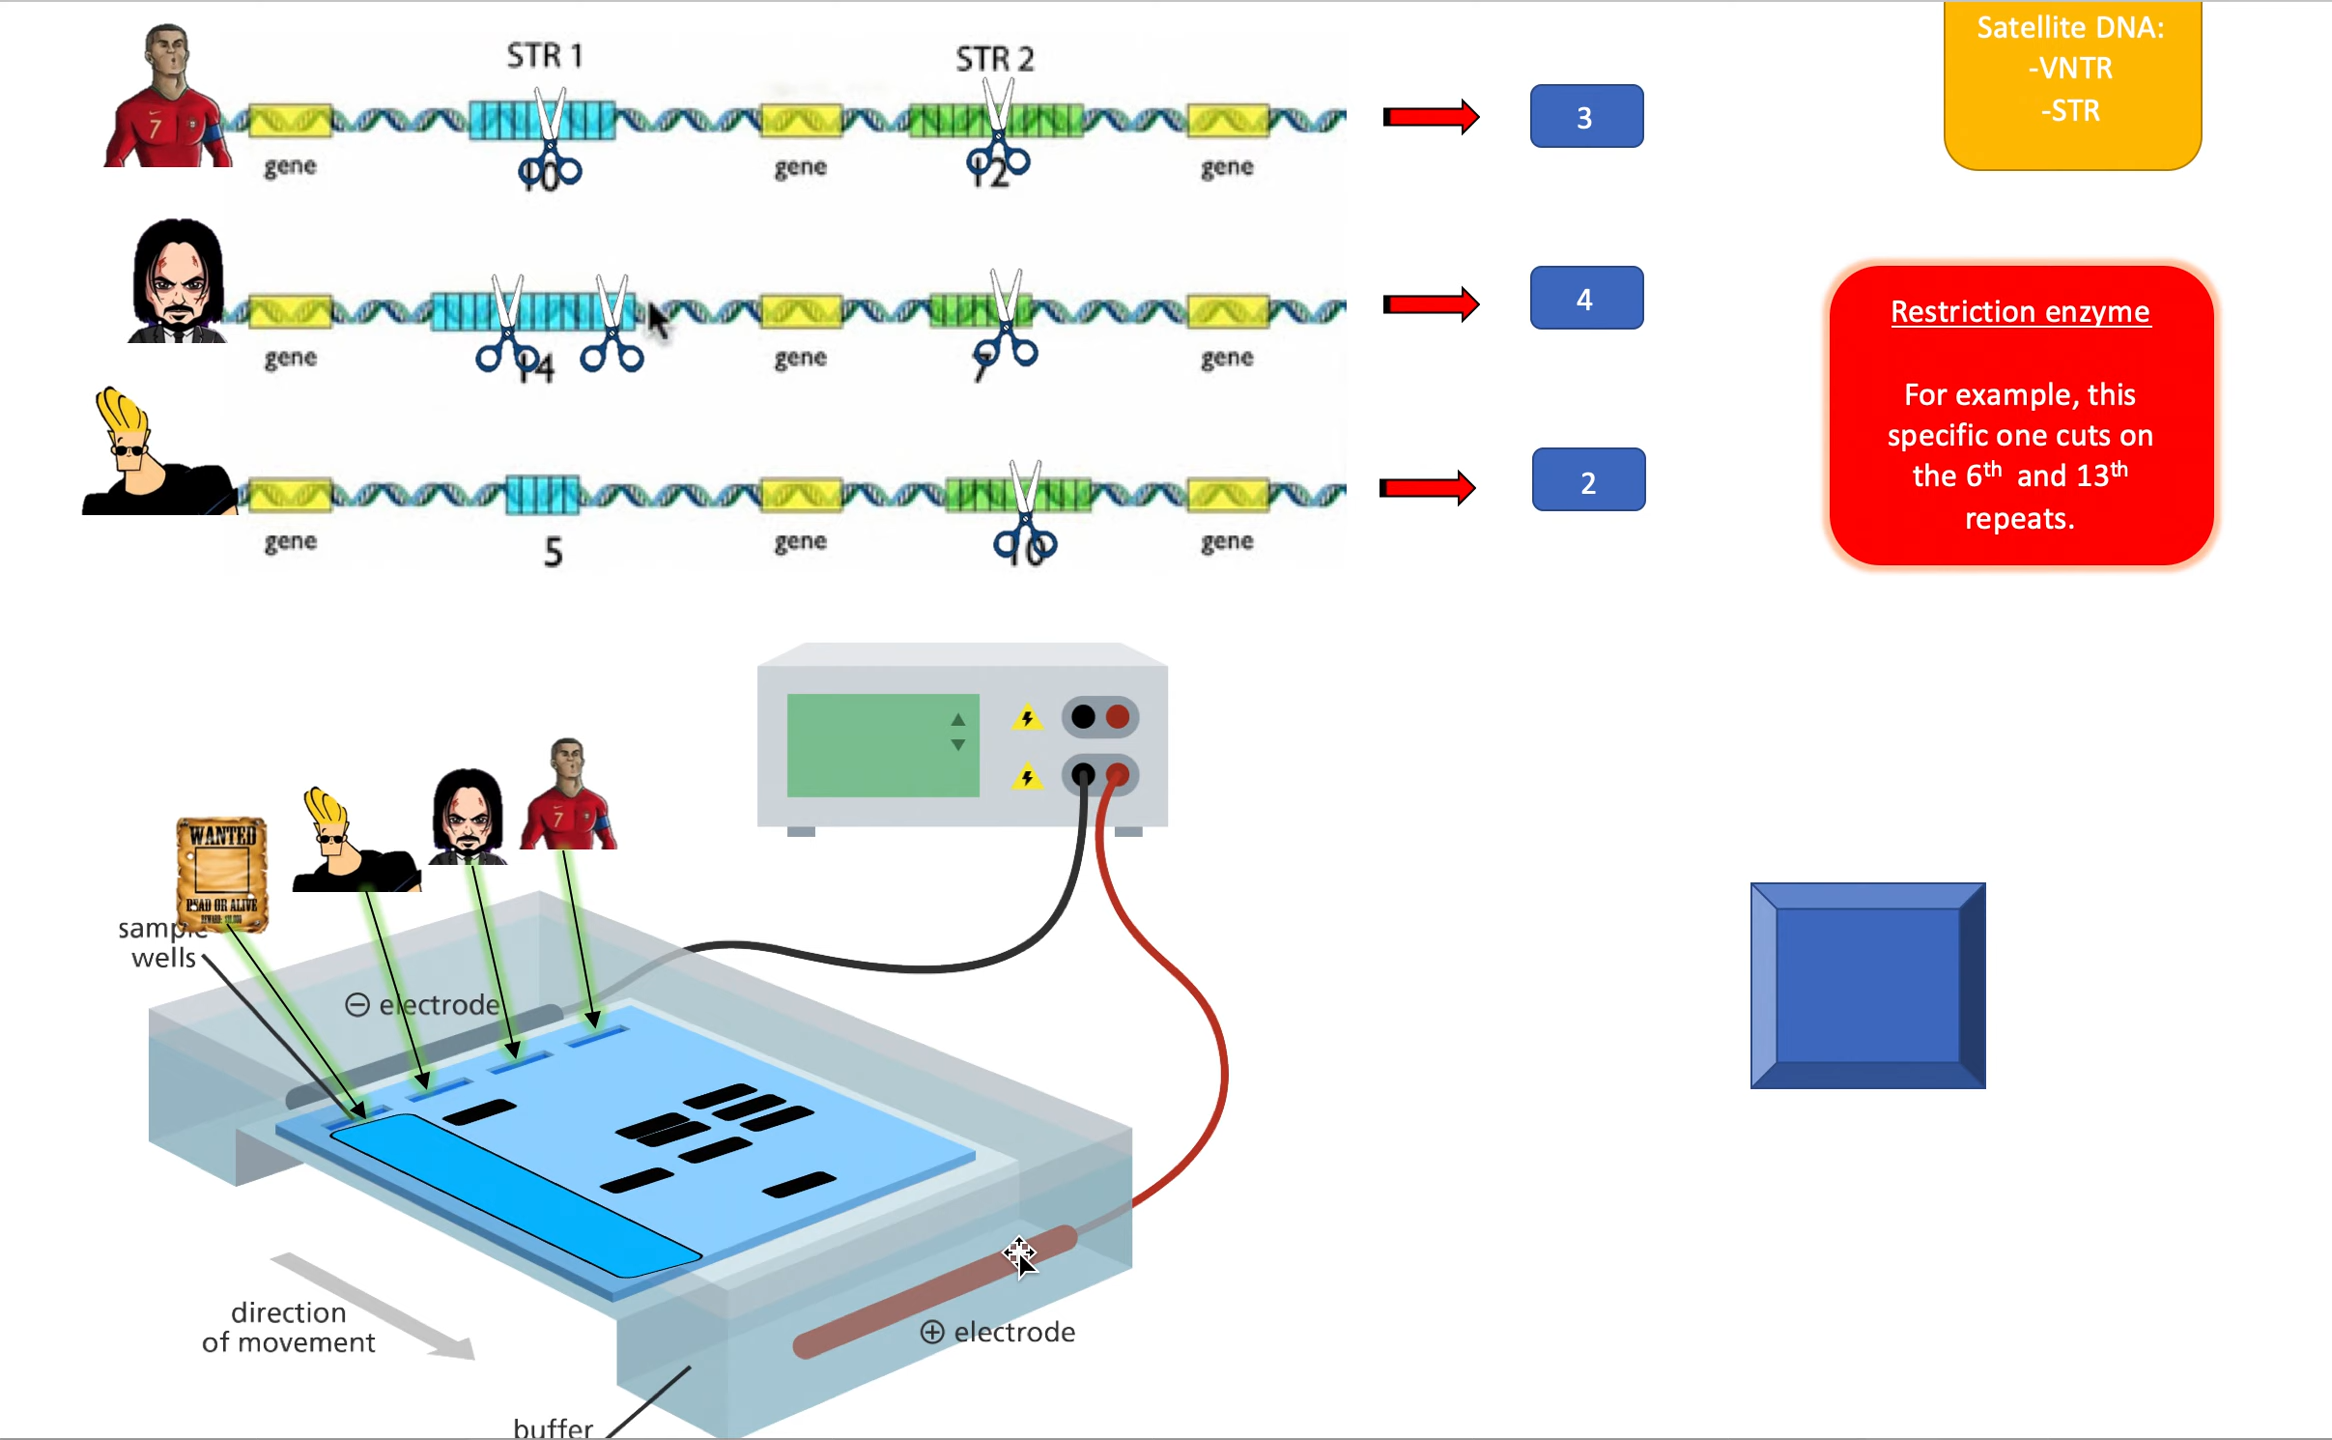 STR 1
STR 2
7
gene
10
gene
12
gene
3
Satellite DNA:
-VNTR
-STR
gene
14
gene
7
gene
4
Restriction enzyme
For example, this
specific one cuts on
the 6th and 13th
repeats.
gene
5
gene
10
gene
2
WANTED
DEAD OR ALIVE
7
sample
wells
⊖ electrode
direction
of movement
⊕ electrode
buffer